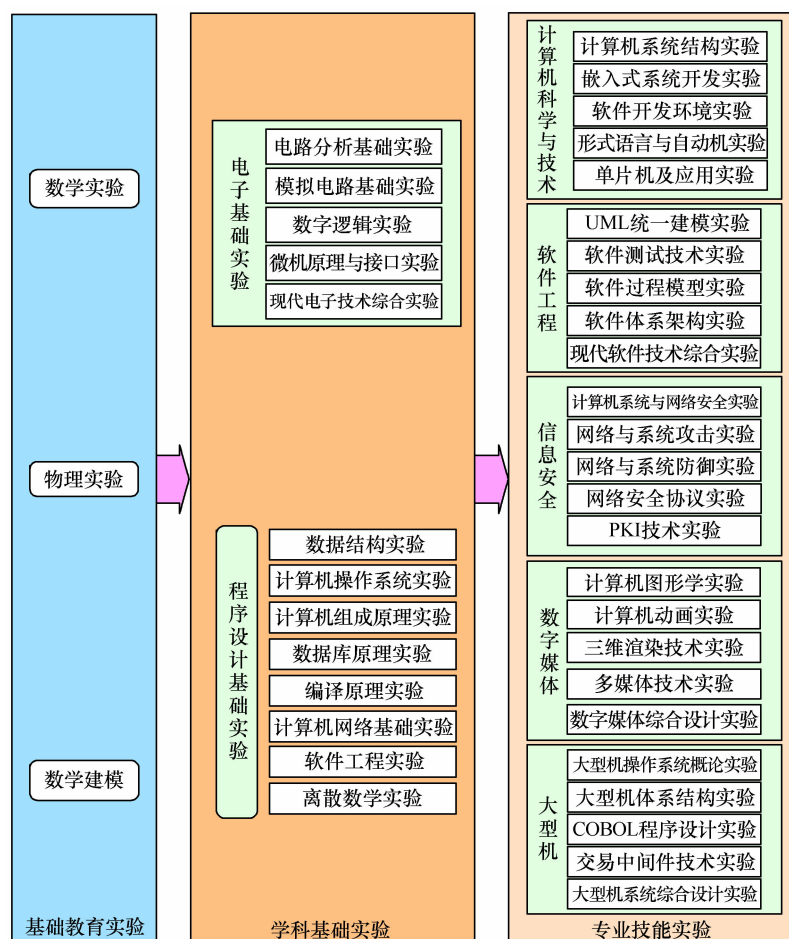 数学实验
物理实验
数学建模
基础教育实验
电子基础实验
电路分析基础实验
模拟电路基础实验
数字逻辑实验
微机原理与接口实验
现代电子技术综合实验
程序设计基础实验
数据结构实验
计算机操作系统实验
计算机组成原理实验
数据库原理实验
编译原理实验
计算机网络基础实验
软件工程实验
离散数学实验
学科基础实验
计算机科学与技术
计算机系统结构实验
嵌入式系统开发实验
软件开发环境实验
形式语言与自动机实验
单片机及应用实验
软件工程
UML统一建模实验
软件测试技术实验
软件过程模型实验
软件体系架构实验
现代软件技术综合实验
信息安全
计算机系统与网络安全实验
网络与系统攻击实验
网络与系统防御实验
网络安全协议实验
PKI技术实验
数字媒体
计算机图形学实验
计算机动画实验
三维渲染技术实验
多媒体技术实验
数字媒体综合设计实验
大型机
大型机操作系统概论实验
大型机体系结构实验
COBOL程序设计实验
交易中间件技术实验
大型机系统综合设计实验
专业技能实验